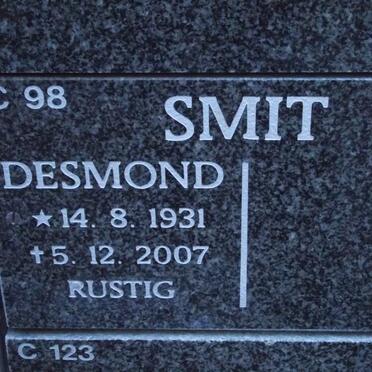 C 98
SMIT
DESMOND
★ 14. 8. 1931
✝ 5. 12. 2007
RUSTIG
C 123